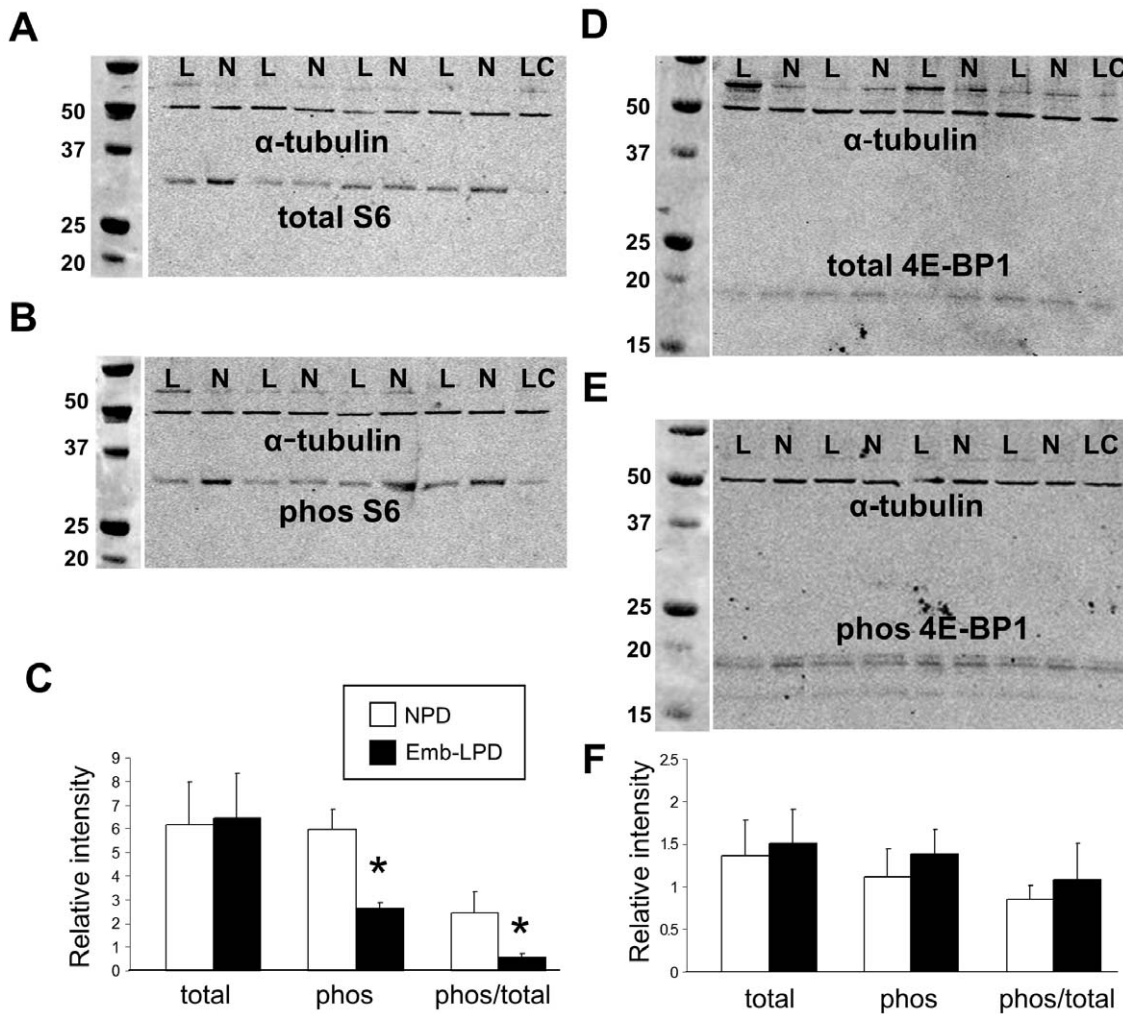 A
L N L N L N L N LC
50
37
25
20
α-tubulin
total S6
B
L N L N L N L N LC
50
37
25
20
α-tubulin
phos S6
C
NPD
Emb-LPD
Relative intensity
9
8
7
6
5
4
3
2
1
0
*
*
total phos phos/total
D
L N L N L N L N LC
50
37
25
20
15
α-tubulin
total 4E-BP1
E
L N L N L N L N LC
50
37
25
20
15
α-tubulin
phos 4E-BP1
F
Relative intensity
2.5
2
1.5
1
0.5
0
total phos phos/total